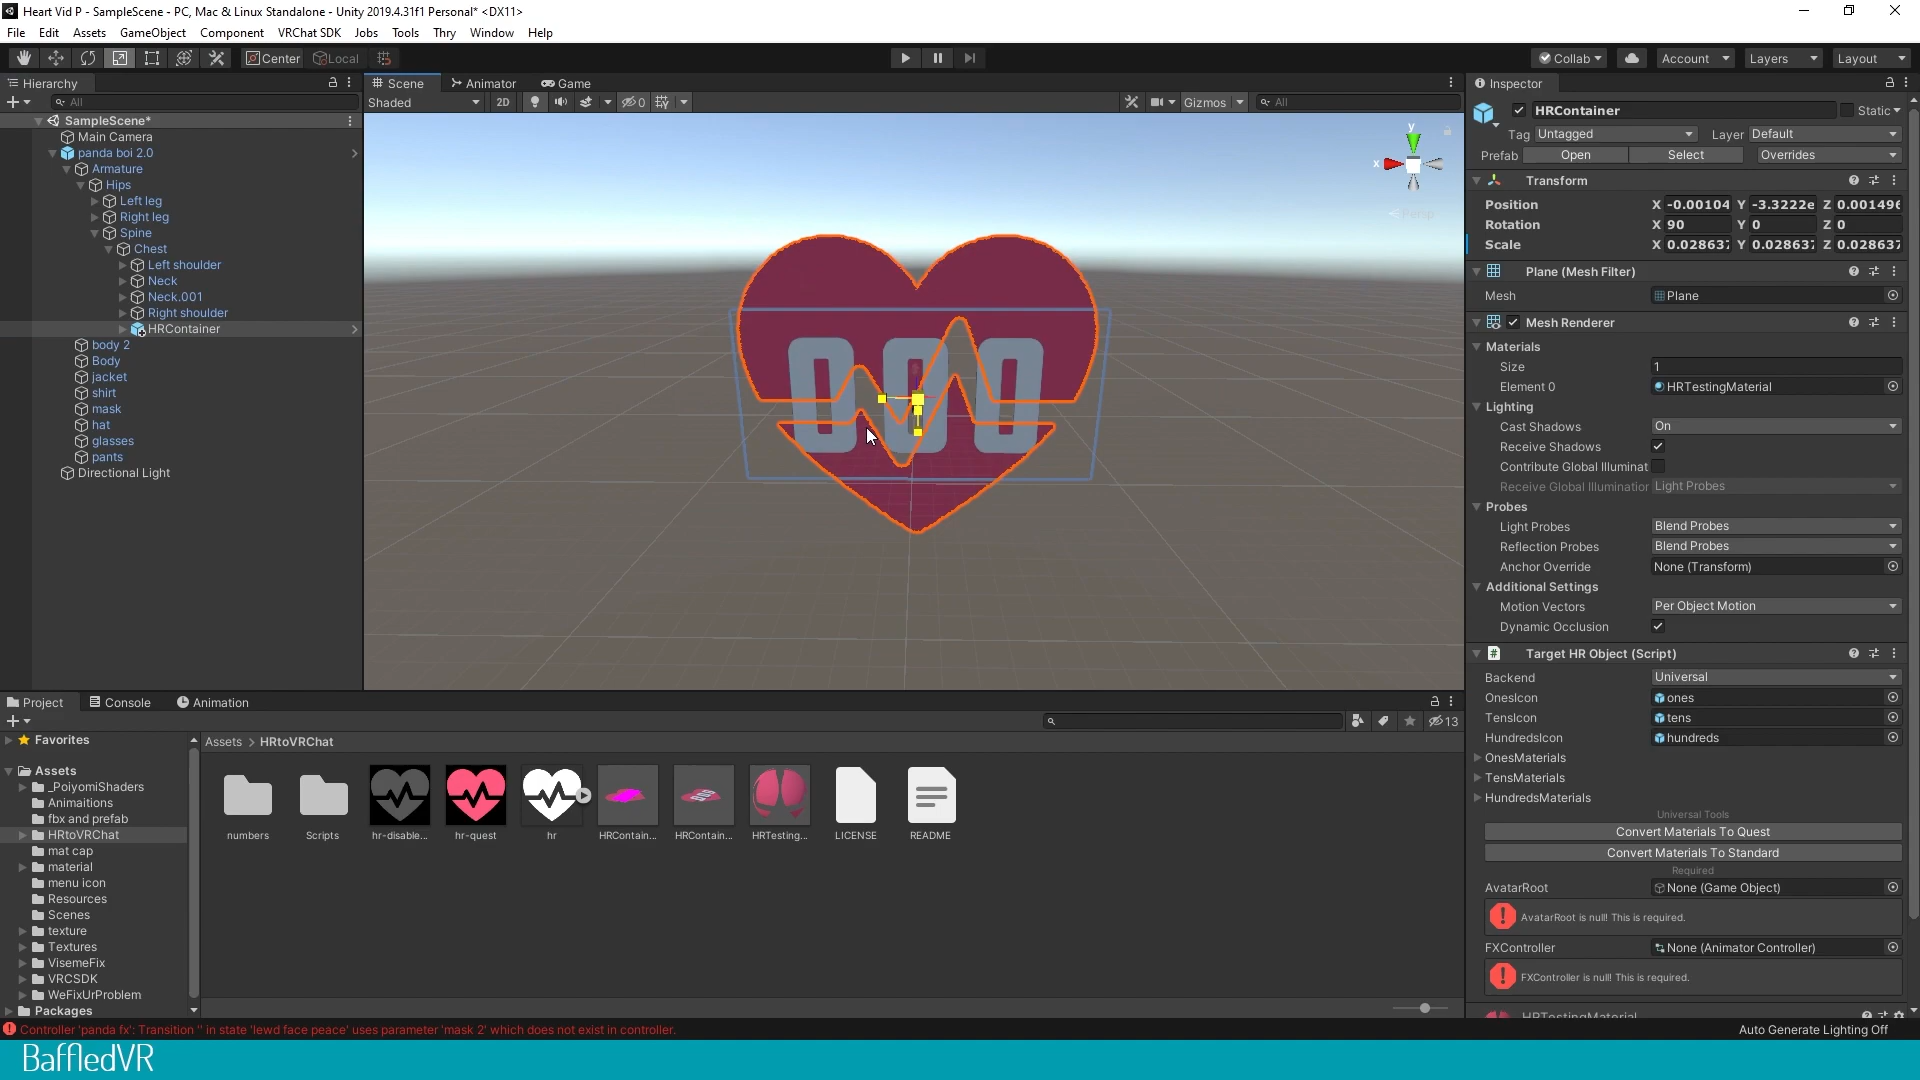 Heart Vid P - SampleScene - PC, Mac & Linux Standalone - Unity 2019.4.31f1 Personal* <DX11>
File Edit Assets GameObject Component VRChat SDK Jobs Tools Thry Window Help
Center Local Collab Account Layers Layout
Hierarchy Scene Animator Game Inspector
All Shaded 2D 0 Gizmos All
SampleScene*
Main Camera
panda boi 2.0
Armature
Hips
Left leg
Right leg
Spine
Chest
Left shoulder
Neck
Neck.001
Right shoulder
HRContainer
body 2
Body
jacket
shirt
mask
hat
glasses
pants
Directional Light
y
x
Persp
000
HRContainer Static
Tag Untagged Layer Default
Prefab Open Select Overrides
Transform
Position X -0.00104 Y -3.3222e Z 0.001496
Rotation X 90 Y 0 Z 0
Scale X 0.028637 Y 0.028637 Z 0.028637
Plane (Mesh Filter)
Mesh Plane
Mesh Renderer
Materials
Size 1
Element 0 HRTestingMaterial
Lighting
Cast Shadows On
Receive Shadows
Contribute Global Illuminat
Receive Global Illumination Light Probes
Probes
Light Probes Blend Probes
Reflection Probes Blend Probes
Anchor Override None (Transform)
Additional Settings
Motion Vectors Per Object Motion
Dynamic Occlusion
Target HR Object (Script)
Backend Universal
OnesIcon ones
TensIcon tens
HundredsIcon hundreds
OnesMaterials
TensMaterials
HundredsMaterials
Universal Tools
Convert Materials To Quest
Convert Materials To Standard
Required
AvatarRoot None (Game Object)
AvatarRoot is null! This is required.
FXController None (Animator Controller)
FXController is null! This is required.
HRTestingMaterial
Project Console Animation
13
Favorites
Assets
_PoiyomiShaders
Animaitions
fbx and prefab
HRtoVRChat
mat cap
material
menu icon
Resources
Scenes
texture
Textures
VisemeFix
VRCSDK
WeFixUrProblem
Packages
Assets > HRtoVRChat
numbers Scripts hr-disable... hr-quest hr HRContain... HRContain... HRTesting... LICENSE README
Controller 'panda fx': Transition '' in state 'lewd face peace' uses parameter 'mask 2' which does not exist in controller.
Auto Generate Lighting Off
BaffledVR